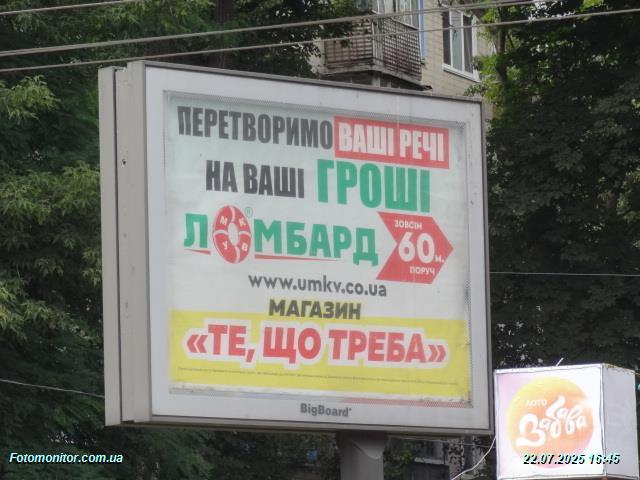 ПЕРЕТВОРИМО ВАШІ РЕЧІ
НА ВАШІ ГРОШІ
ЛОМБАРД
УМКВ
®
ЗОВСІМ
60 м.
ПОРУЧ
www.umkv.co.ua
МАГАЗИН
«ТЕ, ЩО ТРЕБА»
BigBoard
ЛОТО
Забава
Fotomonitor.com.ua
22.07.2025 16:45